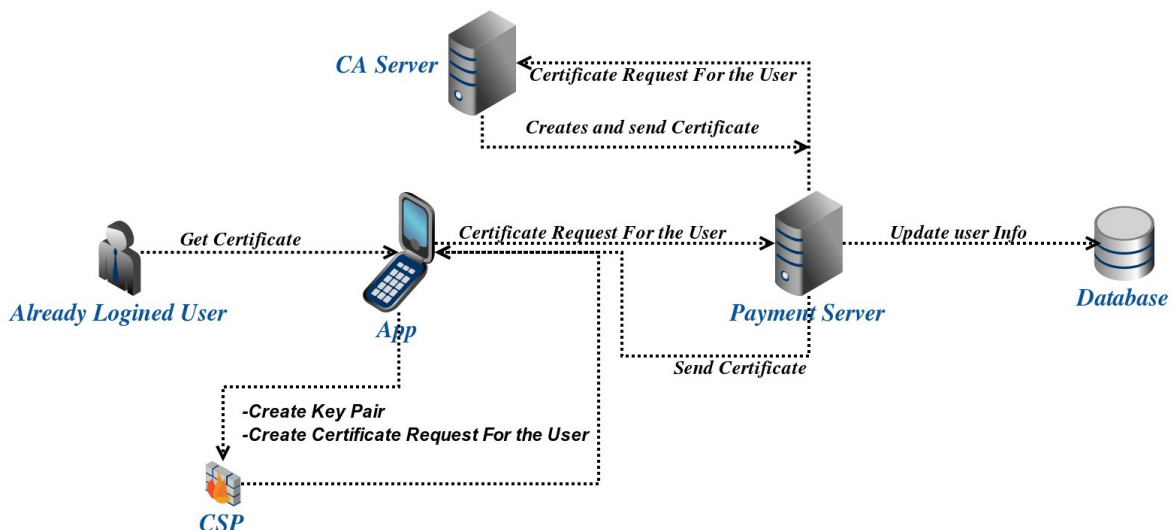 CA Server
Certificate Request For the User
Creates and send Certificate
Get Certificate
Certificate Request For the User
Update user Info
Already Logined User
App
Payment Server
Database
Send Certificate
-Create Key Pair
-Create Certificate Request For the User
CSP